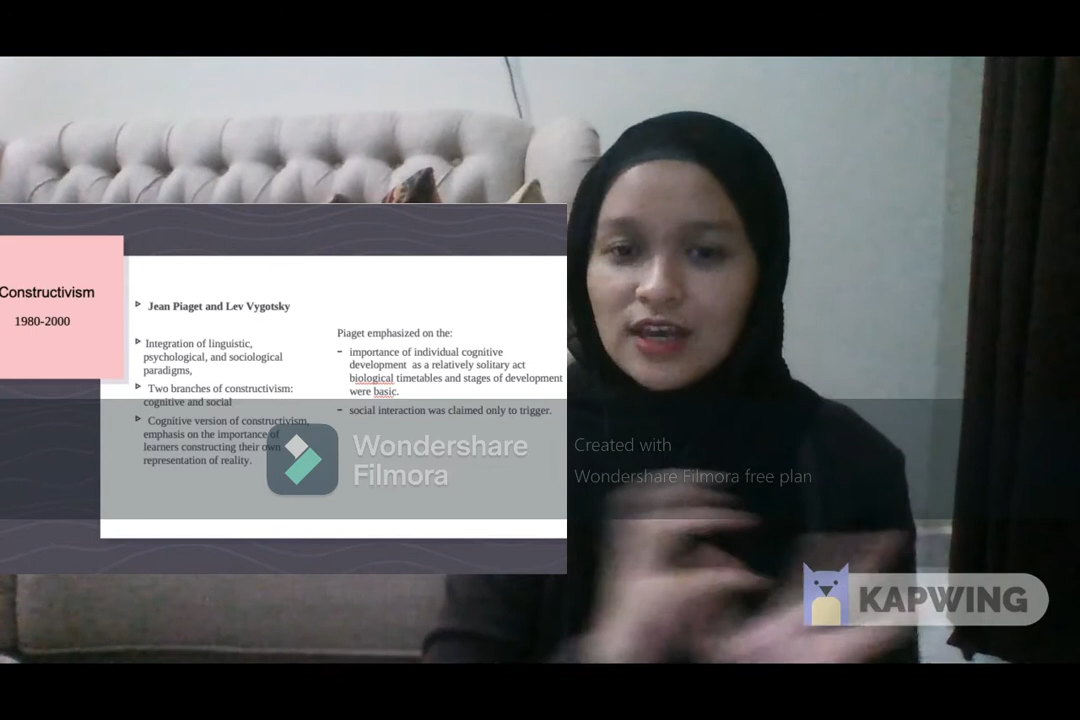 Constructivism
1980-2000
Jean Piaget and Lev Vygotsky
Integration of linguistic,
psychological, and sociological
paradigms,
Two branches of constructivism:
cognitive and social
Cognitive version of constructivism,
emphasis on the importance of
learners constructing their own
representation of reality.
Piaget emphasized on the:
- importance of individual cognitive
development as a relatively solitary act
biological timetables and stages of development
were basic.
- social interaction was claimed only to trigger.
Wondershare
Filmora
Created with
Wondershare Filmora free plan
KAPWING